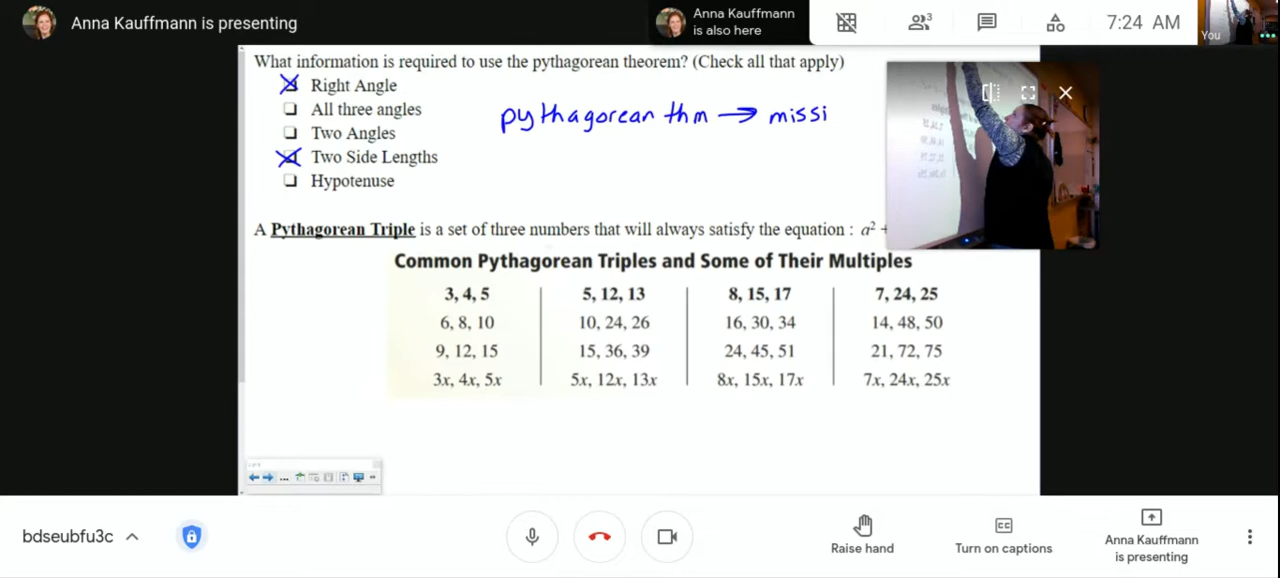 Anna Kauffmann is presenting
Anna Kauffmann
is also here
3
7:24 AM
You
What information is required to use the pythagorean theorem? (Check all that apply)
Right Angle
All three angles
Two Angles
Two Side Lengths
Hypotenuse
pythagorean thm → missi
A Pythagorean Triple is a set of three numbers that will always satisfy the equation : a² +
Common Pythagorean Triples and Some of Their Multiples
3, 4, 5 5, 12, 13 8, 15, 17 7, 24, 25
6, 8, 10 10, 24, 26 16, 30, 34 14, 48, 50
9, 12, 15 15, 36, 39 24, 45, 51 21, 72, 75
3x, 4x, 5x 5x, 12x, 13x 8x, 15x, 17x 7x, 24x, 25x
bdseubfu3c
Raise hand
CC
Turn on captions
Anna Kauffmann
is presenting